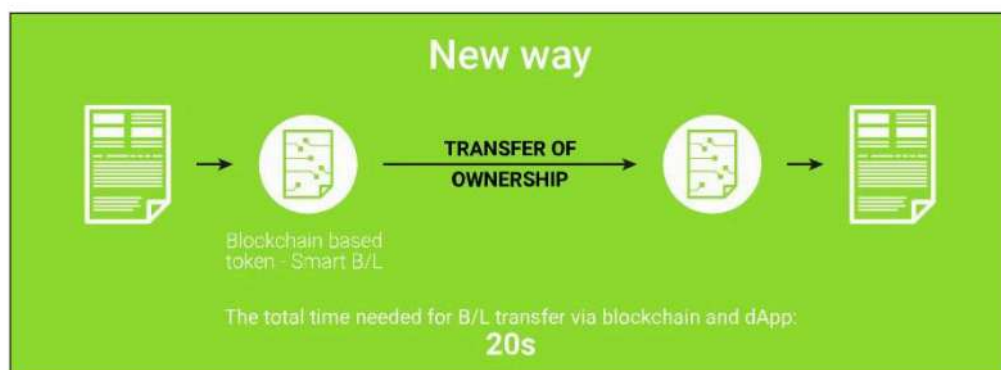 New way
TRANSFER OF
OWNERSHIP
Blockchain based
token - Smart B/L
The total time needed for B/L transfer via blockchain and dApp:
20s